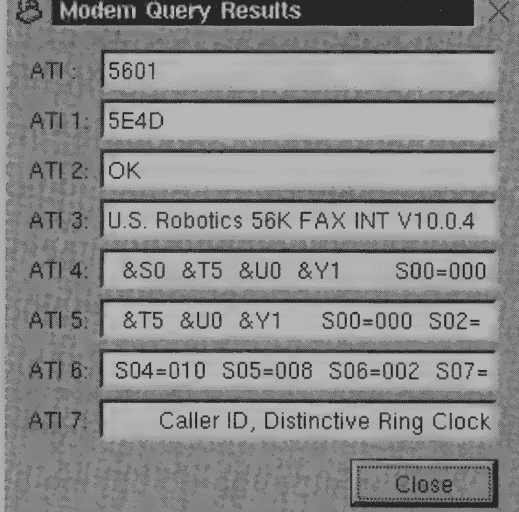 Modem Query Results
ATI : 5601
ATI 1: 5E4D
ATI 2: OK
ATI 3: U.S. Robotics 56K FAX INT V10.0.4
ATI 4: &S0 &T5 &U0 &Y1 S00=000
ATI 5: &T5 &U0 &Y1 S00=000 S02=
ATI 6: S04=010 S05=008 S06=002 S07=
ATI 7: Caller ID, Distinctive Ring Clock
Close